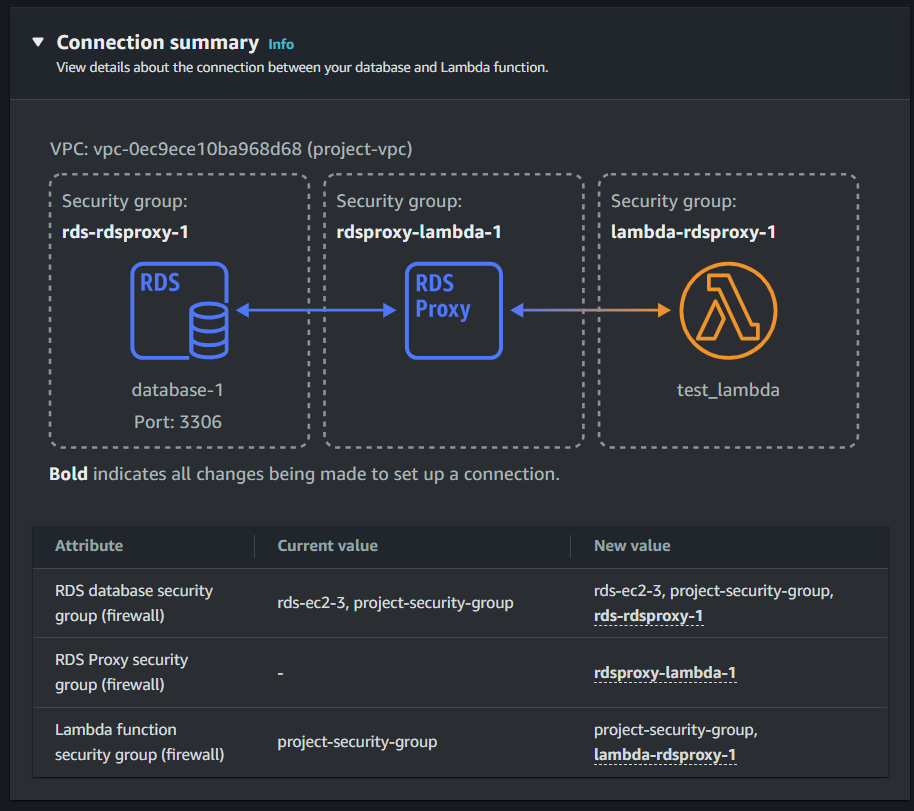 Connection summary Info
View details about the connection between your database and Lambda function.
VPC: vpc-0ec9ece10ba968d68 (project-vpc)
Security group:
rds-rdsproxy-1
RDS
database-1
Port: 3306
Security group:
rdsproxy-lambda-1
RDS
Proxy
Security group:
lambda-rdsproxy-1
test_lambda
Bold indicates all changes being made to set up a connection.
Attribute Current value New value
RDS database security
group (firewall)
rds-ec2-3, project-security-group
rds-ec2-3, project-security-group,
rds-rdsproxy-1
RDS Proxy security
group (firewall)
-
rdsproxy-lambda-1
Lambda function
security group (firewall)
project-security-group
project-security-group,
lambda-rdsproxy-1